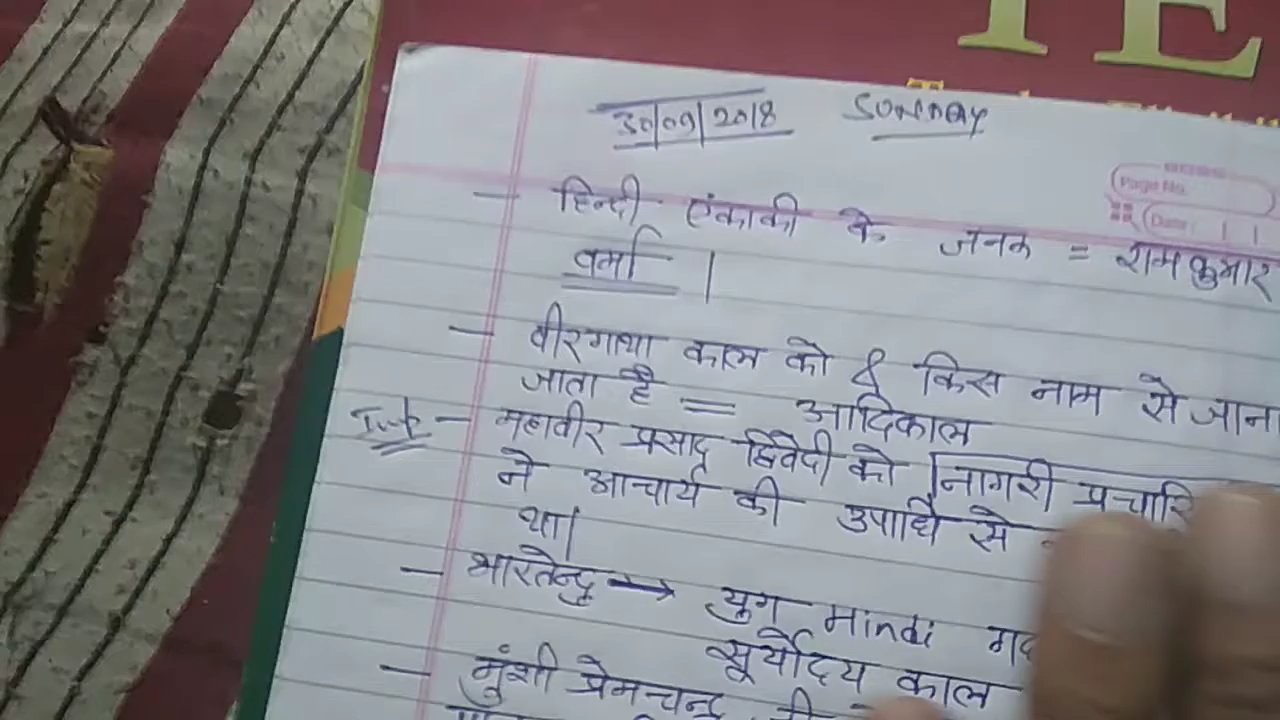 TE
30/09/2018 SUNDAY
Page No.
Date:
- हिन्दी एंकाकी के जनक = रामकुमार
वर्मा |
- वीरगाथा काल को & किस नाम से जाना
जाता है = आदिकाल
Imp - महावीर प्रसाद द्विवेदी को नागरी प्रचारि
ने आचार्य की उपाधि से
था|
- भारतेन्दु → युग Hindi
सूर्योदय काल
- मुंशी प्रेमचन्द्र